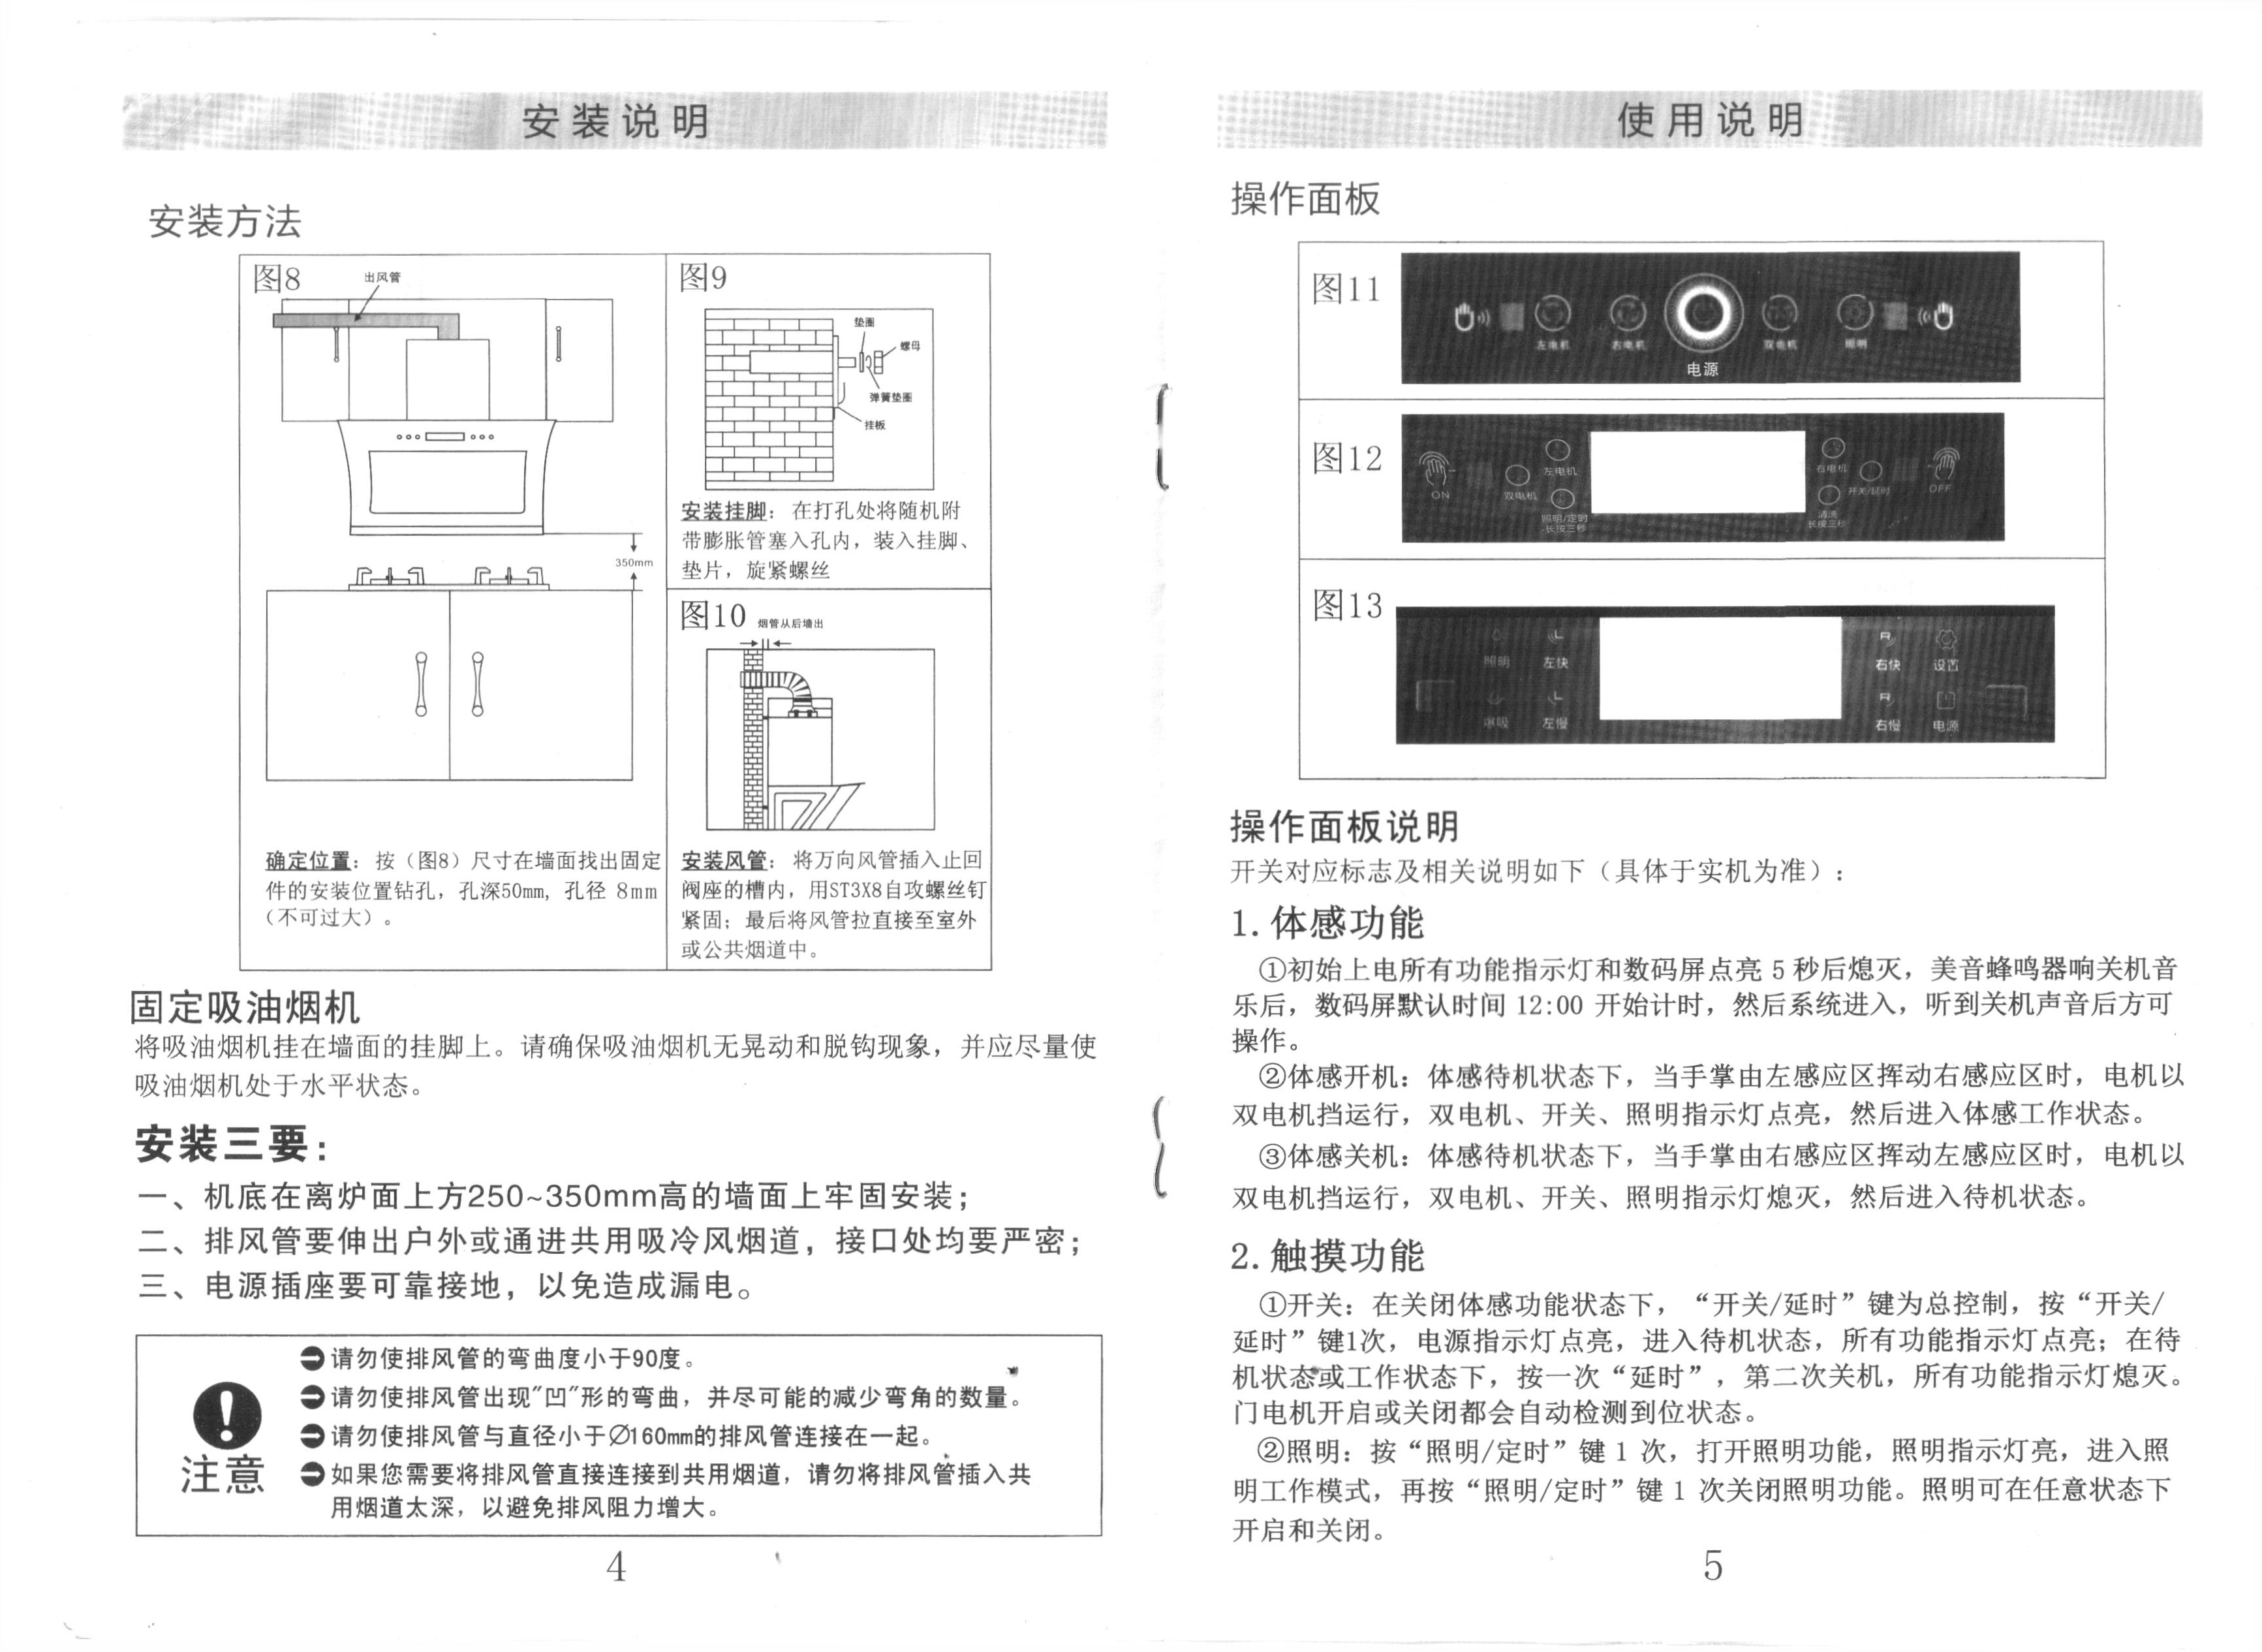 安装说明
安装方法
图8
出风管
350mm
确定位置：按（图8）尺寸在墙面找出固定
件的安装位置钻孔，孔深50mm, 孔径 8mm
（不可过大）。
图9
垫圈
螺母
弹簧垫圈
挂板
安装挂脚：在打孔处将随机附
带膨胀管塞入孔内，装入挂脚、
垫片，旋紧螺丝
图10
烟管从后墙出
安装风管：将万向风管插入止回
阀座的槽内，用ST3X8自攻螺丝钉
紧固；最后将风管拉直接至室外
或公共烟道中。
固定吸油烟机
将吸油烟机挂在墙面的挂脚上。请确保吸油烟机无晃动和脱钩现象，并应尽量使
吸油烟机处于水平状态。
安装三要：
一、机底在离炉面上方250~350mm高的墙面上牢固安装；
二、排风管要伸出户外或通进共用吸冷风烟道，接口处均要严密；
三、电源插座要可靠接地，以免造成漏电。
注意
请勿使排风管的弯曲度小于90度。
请勿使排风管出现"凹"形的弯曲，并尽可能的减少弯角的数量。
请勿使排风管与直径小于∅160mm的排风管连接在一起。
如果您需要将排风管直接连接到共用烟道，请勿将排风管插入共
用烟道太深，以避免排风阻力增大。
4
使用说明
操作面板
图11
左电机
右电机
电源
双电机
照明
图12
ON
双电机
左电机
照明/定时
长按三秒
右电机
清洗
长按三秒
开关/延时
OFF
图13
照明
左快
左慢
右快
设置
右慢
电源
操作面板说明
开关对应标志及相关说明如下（具体于实机为准）：
1. 体感功能
①初始上电所有功能指示灯和数码屏点亮 5 秒后熄灭，美音蜂鸣器响关机音
乐后，数码屏默认时间 12:00 开始计时，然后系统进入，听到关机声音后方可
操作。
②体感开机：体感待机状态下，当手掌由左感应区挥动右感应区时，电机以
双电机挡运行，双电机、开关、照明指示灯点亮，然后进入体感工作状态。
③体感关机：体感待机状态下，当手掌由右感应区挥动左感应区时，电机以
双电机挡运行，双电机、开关、照明指示灯熄灭，然后进入待机状态。
2. 触摸功能
①开关：在关闭体感功能状态下，“开关/延时”键为总控制，按“开关/
延时”键1次，电源指示灯点亮，进入待机状态，所有功能指示灯点亮；在待
机状态或工作状态下，按一次“延时”，第二次关机，所有功能指示灯熄灭。
门电机开启或关闭都会自动检测到位状态。
②照明：按“照明/定时”键 1 次，打开照明功能，照明指示灯亮，进入照
明工作模式，再按“照明/定时”键 1 次关闭照明功能。照明可在任意状态下
开启和关闭。
5